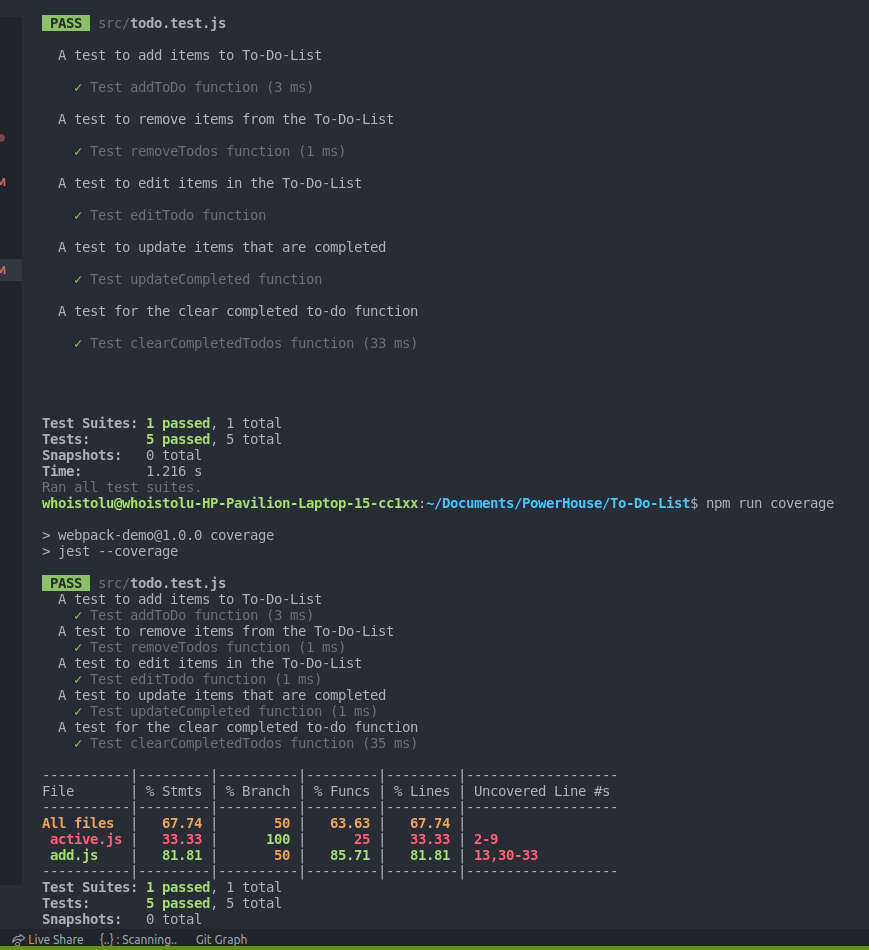 PASS src/todo.test.js
A test to add items to To-Do-List
✓ Test addToDo function (3 ms)
A test to remove items from the To-Do-List
✓ Test removeTodos function (1 ms)
A test to edit items in the To-Do-List
✓ Test editTodo function
A test to update items that are completed
✓ Test updateCompleted function
A test for the clear completed to-do function
✓ Test clearCompletedTodos function (33 ms)
Test Suites: 1 passed, 1 total
Tests:       5 passed, 5 total
Snapshots:   0 total
Time:        1.216 s
Ran all test suites.
whoistolu@whoistolu-HP-Pavilion-Laptop-15-cc1xx:~/Documents/PowerHouse/To-Do-List$ npm run coverage
> webpack-demo@1.0.0 coverage
> jest --coverage
PASS src/todo.test.js
A test to add items to To-Do-List
✓ Test addToDo function (3 ms)
A test to remove items from the To-Do-List
✓ Test removeTodos function (1 ms)
A test to edit items in the To-Do-List
✓ Test editTodo function (1 ms)
A test to update items that are completed
✓ Test updateCompleted function (1 ms)
A test for the clear completed to-do function
✓ Test clearCompletedTodos function (35 ms)
-----------|---------|----------|---------|---------|-------------------
File       | % Stmts | % Branch | % Funcs | % Lines | Uncovered Line #s
-----------|---------|----------|---------|---------|-------------------
All files  |   67.74 |       50 |   63.63 |   67.74 |
active.js |   33.33 |      100 |      25 |   33.33 | 2-9
add.js    |   81.81 |       50 |   85.71 |   81.81 | 13,30-33
-----------|---------|----------|---------|---------|-------------------
Test Suites: 1 passed, 1 total
Tests:       5 passed, 5 total
Snapshots:   0 total
Live Share {..} : Scanning.. Git Graph